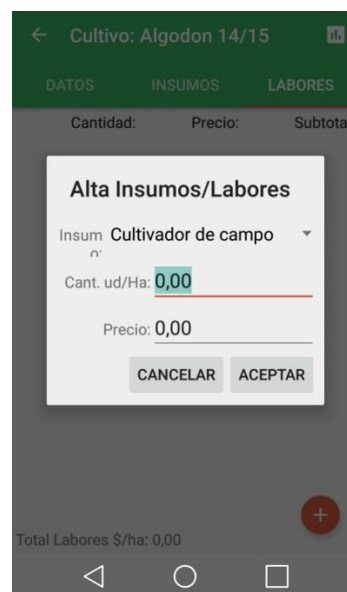 Cultivo: Algodon 14/15
DATOS INSUMOS LABORES
Cantidad: Precio: Subtota
Alta Insumos/Labores
Insum Cultivador de campo
o:
Cant. ud/Ha: 0,00
Precio: 0,00
CANCELAR ACEPTAR
Total Labores $/ha: 0,00